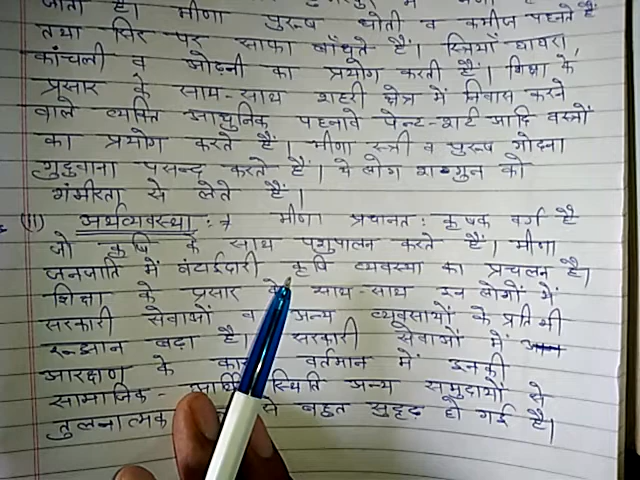 जाता है। मीणा पुरूष धोती व कमीज पहनते हैं
तथा सिर पर साफा बाँधते हैं। स्त्रियाँ घाघरा,
कांचली व ओढ़नी का प्रयोग करती हैं। शिक्षा के
प्रसार के साथ-साथ शहरी क्षेत्र में निवास करने
वाले व्यक्ति आधुनिक पहनावे पेन्ट-शर्ट आदि वस्त्रों
का प्रयोग करते हैं। मीणा स्त्री व पुरूष गोदना
गुदवाना पसन्द करते हैं। ये लोग शगुन को
गंभीरता से लेते हैं।
(11) अर्थव्यवस्था :→ मीणा प्रधानत: कृषक वर्ग है
जो कृषि के साथ पशुपालन करते हैं। मीणा
जनजाति में बंटाईदारी कृषि व्यवस्था का प्रचलन है।
शिक्षा के प्रसार के साथ-साथ इन लोगों में
सरकारी सेवाओं व अन्य व्यवसायों के प्रति भी
रूझान बढ़ा है। सरकारी सेवाओं में
आरक्षण के का वर्तमान में इनकी
सामाजिक-आर्थिक स्थिति अन्य समुदायों से
तुलनात्मक से बहुत सुदृढ़ हो गई है।